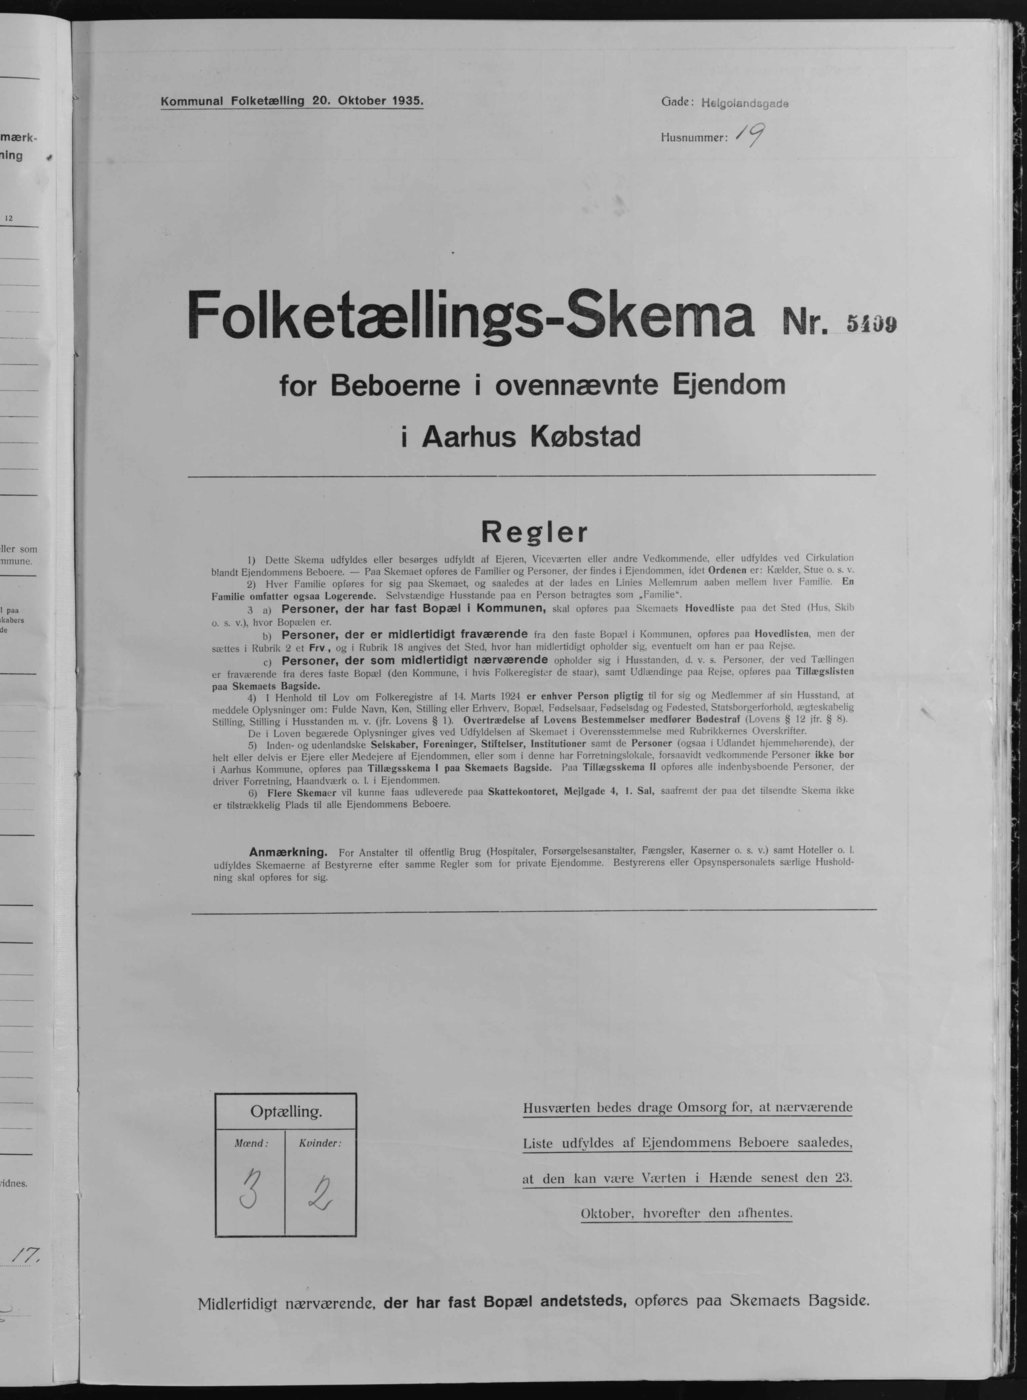 Kommunal Folketælling 20. Oktober 1935.
Gade: Helgolandsgade
Husnummer: 19
Folketællings-Skema Nr. 5409
for Beboerne i ovennævnte Ejendom
i Aarhus Købstad
Regler
1) Dette Skema udfyldes eller besørges udfyldt af Ejeren, Viceværten eller andre Vedkommende, eller udfyldes ved Cirkulation
blandt Ejendommens Beboere. — Paa Skemaet opføres de Familier og Personer, der findes i Ejendommen, idet Ordenen er: Kælder, Stue o. s. v.
2) Hver Familie opføres for sig paa Skemaet, og saaledes at der lades en Linies Mellemrum aaben mellem hver Familie. En
Familie omfatter ogsaa Logerende. Selvstændige Husstande paa en Person betragtes som „Familie“.
3 a) Personer, der har fast Bopæl i Kommunen, skal opføres paa Skemaets Hovedliste paa det Sted (Hus, Skib
o. s. v.), hvor Bopælen er.
b) Personer, der er midlertidigt fraværende fra den faste Bopæl i Kommunen, opføres paa Hovedlisten, men der
sættes i Rubrik 2 et Frv., og i Rubrik 18 angives det Sted, hvor han midlertidigt opholder sig, eventuelt om han er paa Rejse.
c) Personer, der som midlertidigt nærværende opholder sig i Husstanden, d. v. s. Personer, der ved Tællingen
er fraværende fra deres faste Bopæl (den Kommune, i hvis Folkeregister de staar), samt Udlændinge paa Rejse, opføres paa Tillægslisten
paa Skemaets Bagside.
4) I Henhold til Lov om Folkeregistre af 14. Marts 1924 er enhver Person pligtig til for sig og Medlemmer af sin Husstand, at
meddele Oplysninger om: Fulde Navn, Køn, Stilling eller Erhverv, Bopæl, Fødselsaar, Fødselsdag og Fødested, Statsborgerforhold, ægteskabelig
Stilling, Stilling i Husstanden m. v. (jfr. Lovens § 1). Overtrædelse af Lovens Bestemmelser medfører Bødestraf (Lovens § 12 jfr. § 8).
De i Loven begærede Oplysninger gives ved Udfyldelsen af Skemaet i Overensstemmelse med Rubrikkernes Overskrifter.
5) Inden- og udenlandske Selskaber, Foreninger, Stiftelser, Institutioner samt de Personer (ogsaa i Udlandet hjemmehørende), der
helt eller delvis er Ejere eller Medejere af Ejendommen, eller som i denne har Forretningslokale, forsaavidt vedkommende Personer ikke bor
i Aarhus Kommune, opføres paa Tillægsskema I paa Skemaets Bagside. Paa Tillægsskema II opføres alle indenbysboende Personer, der
driver Forretning, Haandværk o. l. i Ejendommen.
6) Flere Skemaer vil kunne faas udleverede paa Skattekontoret, Mejlgade 4, 1. Sal, saafremt der paa det tilsendte Skema ikke
er tilstrækkelig Plads til alle Ejendommens Beboere.
Anmærkning. For Anstalter til offentlig Brug (Hospitaler, Forsørgelsesanstalter, Fængsler, Kaserner o. s. v.) samt Hoteller o. l.
udfyldes Skemaerne af Bestyrerne efter samme Regler som for private Ejendomme. Bestyrerens eller Opsynspersonalets særlige Hushold-
ning skal opføres for sig.
Optælling.
Mænd: Kvinder:
3 2
Husværten bedes drage Omsorg for, at nærværende
Liste udfyldes af Ejendommens Beboere saaledes,
at den kan være Værten i Hænde senest den 23.
Oktober, hvorefter den afhentes.
Midlertidigt nærværende, der har fast Bopæl andetsteds, opføres paa Skemaets Bagside.
mærk-
ning
12
eller som
mmune.
l paa
skabers
de
vidnes.
17.